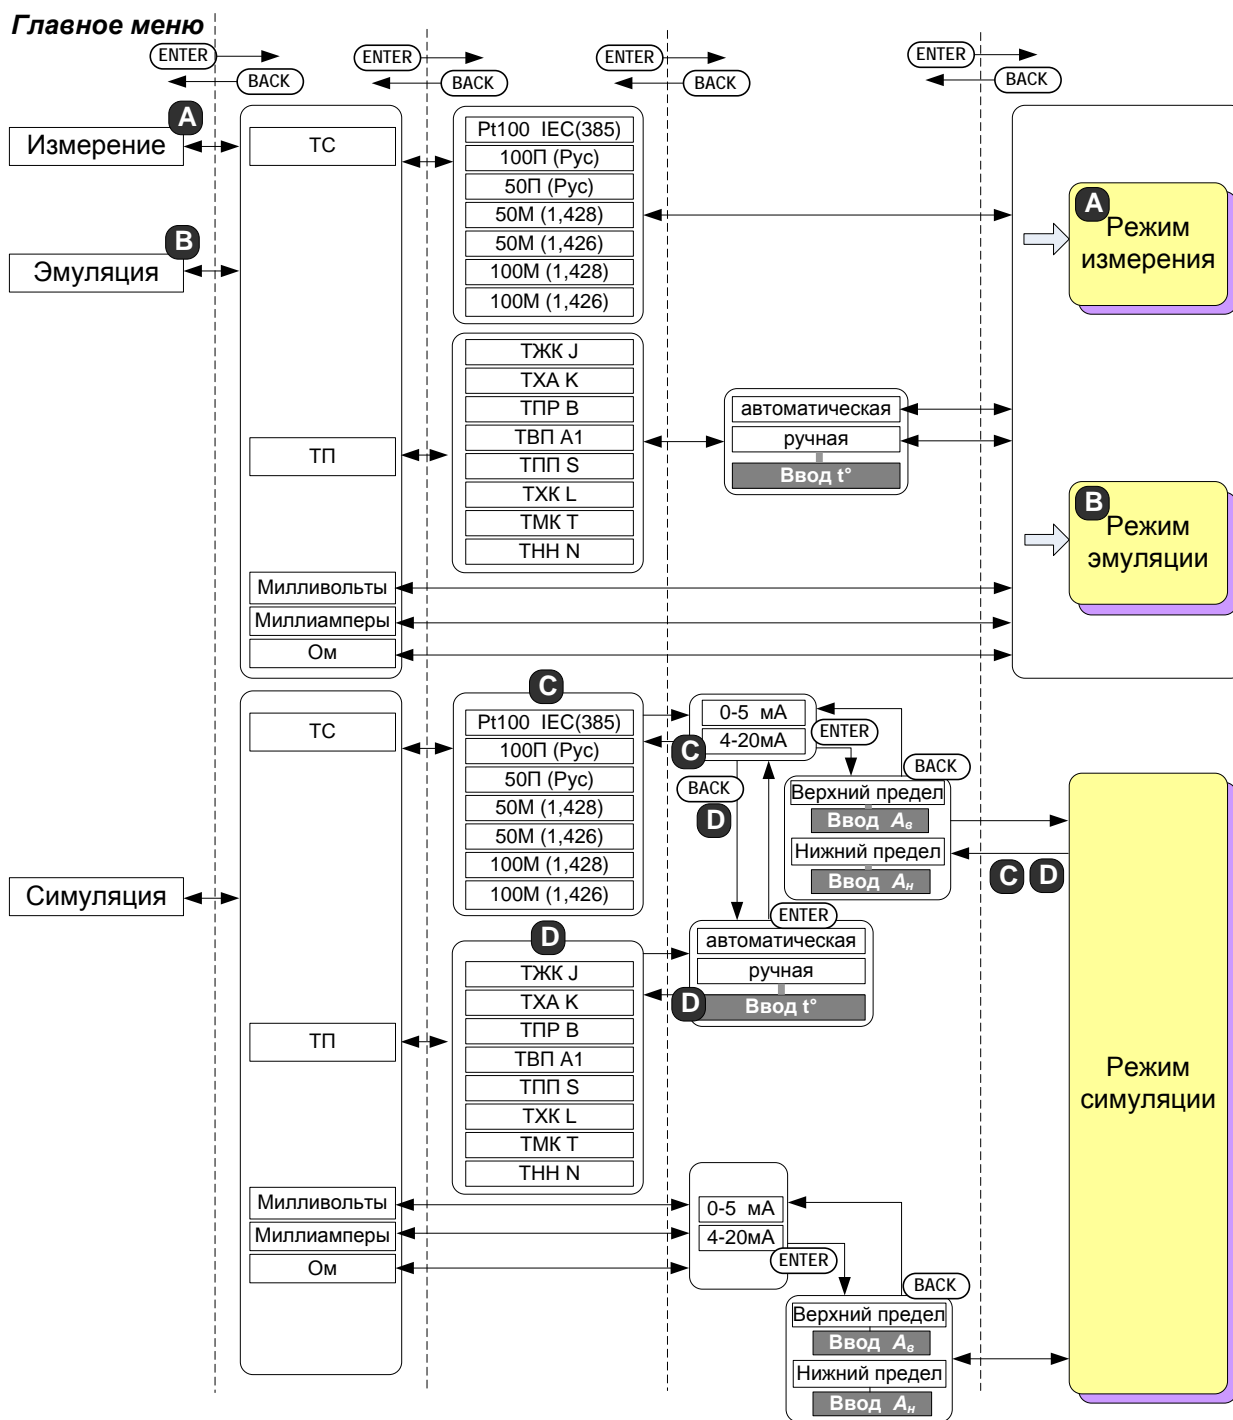 Главное меню
ENTER ENTER ENTER ENTER
BACK BACK BACK BACK
A
Измерение
B
Эмуляция
ТС
ТП
Милливольты
Миллиамперы
Ом
Pt100 IEC(385)
100П (Рус)
50П (Рус)
50М (1,428)
50М (1,426)
100М (1,428)
100М (1,426)
ТЖК J
ТХА K
ТПР B
ТВП A1
ТПП S
ТХК L
ТМК T
ТНН N
автоматическая
ручная
Ввод t°
A
Режим
измерения
B
Режим
эмуляции
Симуляция
ТС
ТП
Милливольты
Миллиамперы
Ом
C
Pt100 IEC(385)
100П (Рус)
50П (Рус)
50М (1,428)
50М (1,426)
100М (1,428)
100М (1,426)
D
ТЖК J
ТХА K
ТПР B
ТВП A1
ТПП S
ТХК L
ТМК T
ТНН N
0-5 мА
4-20мА
ENTER
C
BACK
D
BACK
Верхний предел
Ввод Aв
Нижний предел
Ввод Aн
C D
ENTER
автоматическая
ручная
D
Ввод t°
0-5 мА
4-20мА
ENTER
BACK
Верхний предел
Ввод Aв
Нижний предел
Ввод Aн
Режим
симуляции